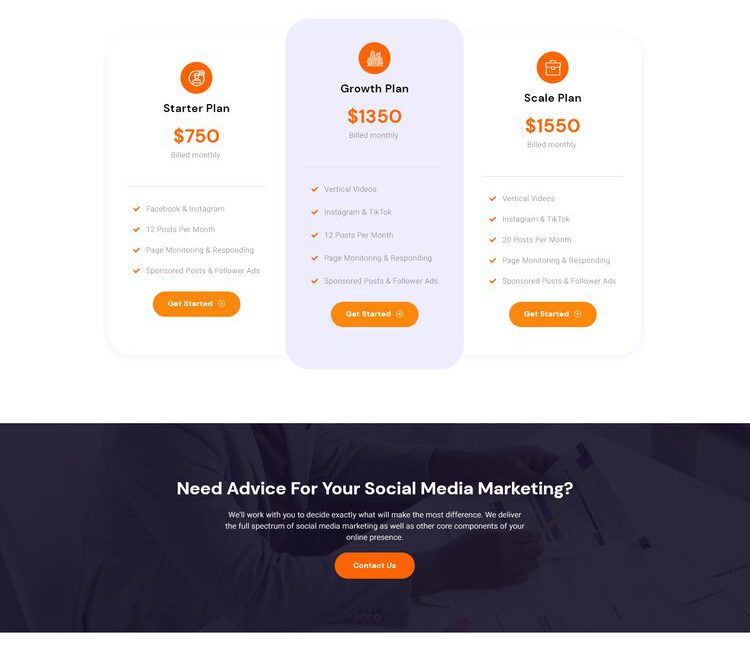 Starter Plan
$750
Billed monthly
Facebook & Instagram
12 Posts Per Month
Page Monitoring & Responding
Sponsored Posts & Follower Ads
Get Started
Growth Plan
$1350
Billed monthly
Vertical Videos
Instagram & TikTok
12 Posts Per Month
Page Monitoring & Responding
Sponsored Posts & Follower Ads
Get Started
Scale Plan
$1550
Billed monthly
Vertical Videos
Instagram & TikTok
20 Posts Per Month
Page Monitoring & Responding
Sponsored Posts & Follower Ads
Get Started
Need Advice For Your Social Media Marketing?
We'll work with you to decide exactly what will make the most difference. We deliver
the full spectrum of social media marketing as well as other core components of your
online presence.
Contact Us